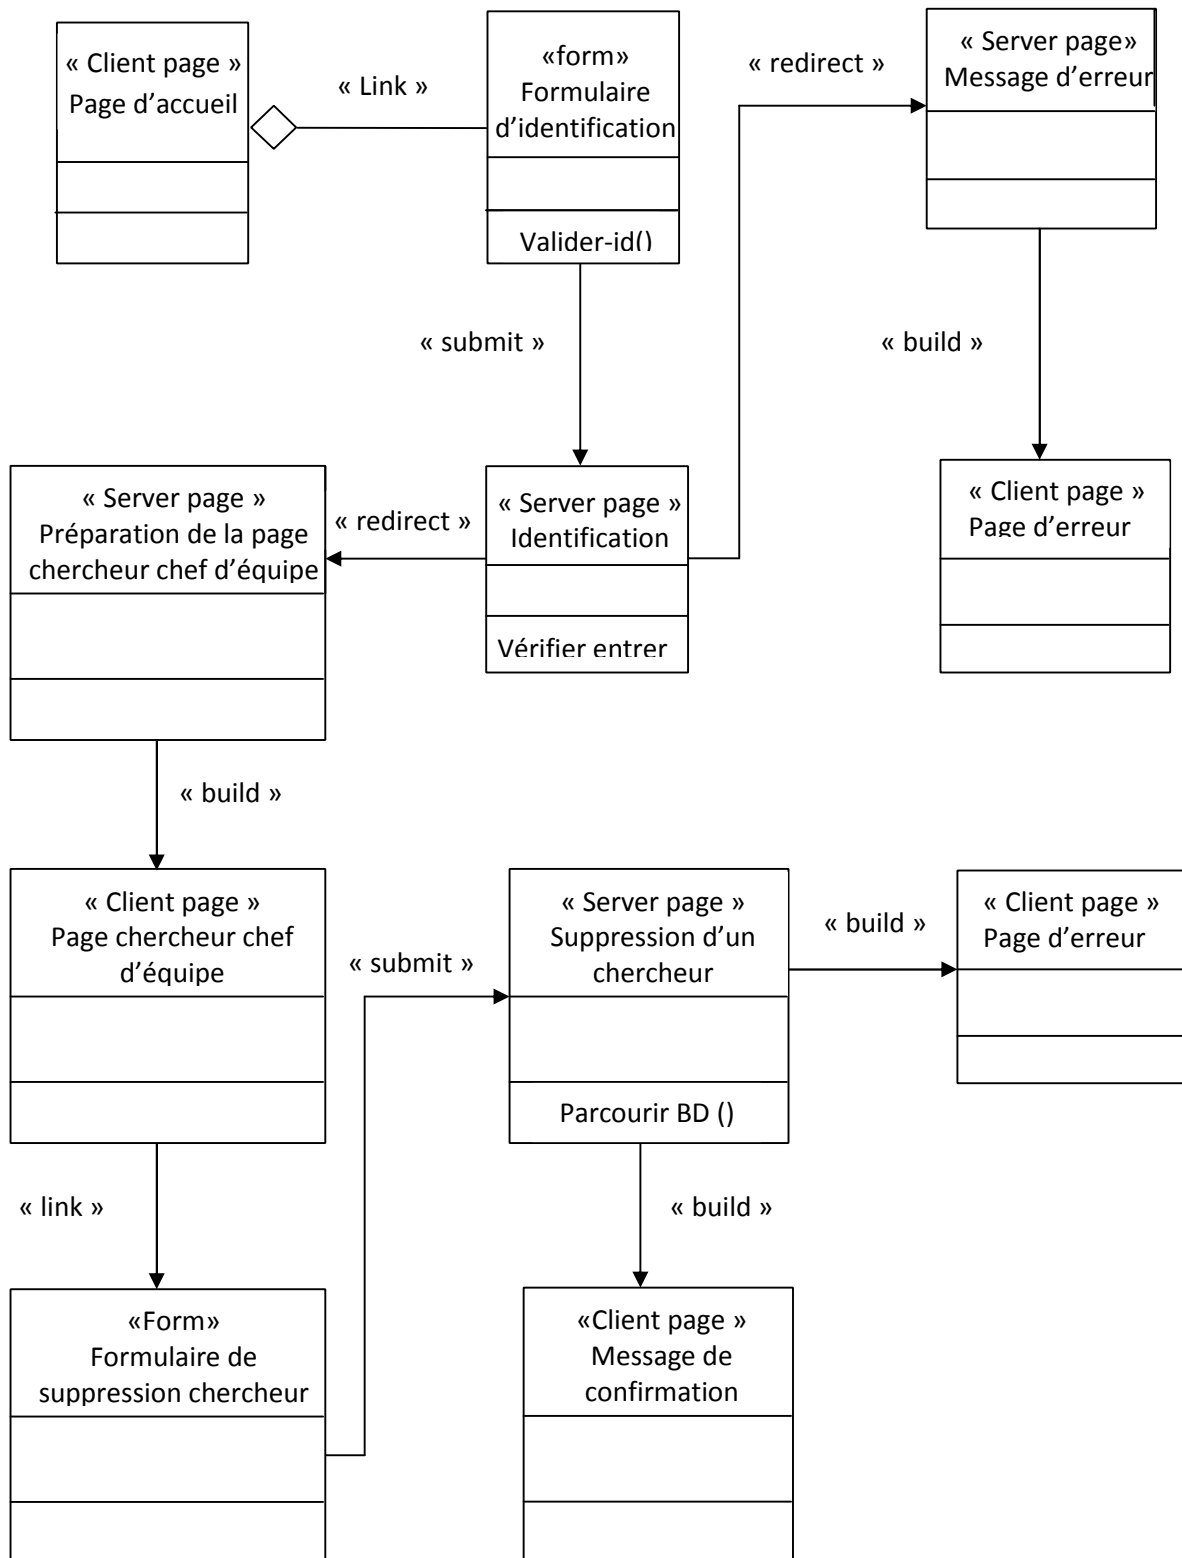 « Client page »
Page d’accueil
« Link »
«form»
Formulaire
d’identification
Valider-id()
« redirect »
« Server page»
Message d’erreur
« submit »
« build »
« Server page »
Préparation de la page
chercheur chef d’équipe
« redirect »
« Server page »
Identification
Vérifier entrer
« Client page »
Page d’erreur
« build »
« Client page »
Page chercheur chef
d’équipe
« submit »
« Server page »
Suppression d’un
chercheur
Parcourir BD ()
« build »
« Client page »
Page d’erreur
« link »
« build »
«Form»
Formulaire de
suppression chercheur
«Client page »
Message de
confirmation